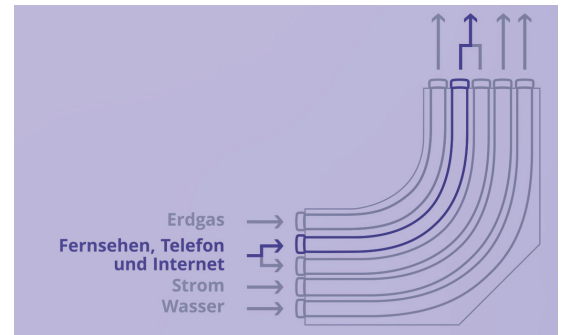 Erdgas
Fernsehen, Telefon
und Internet
Strom
Wasser